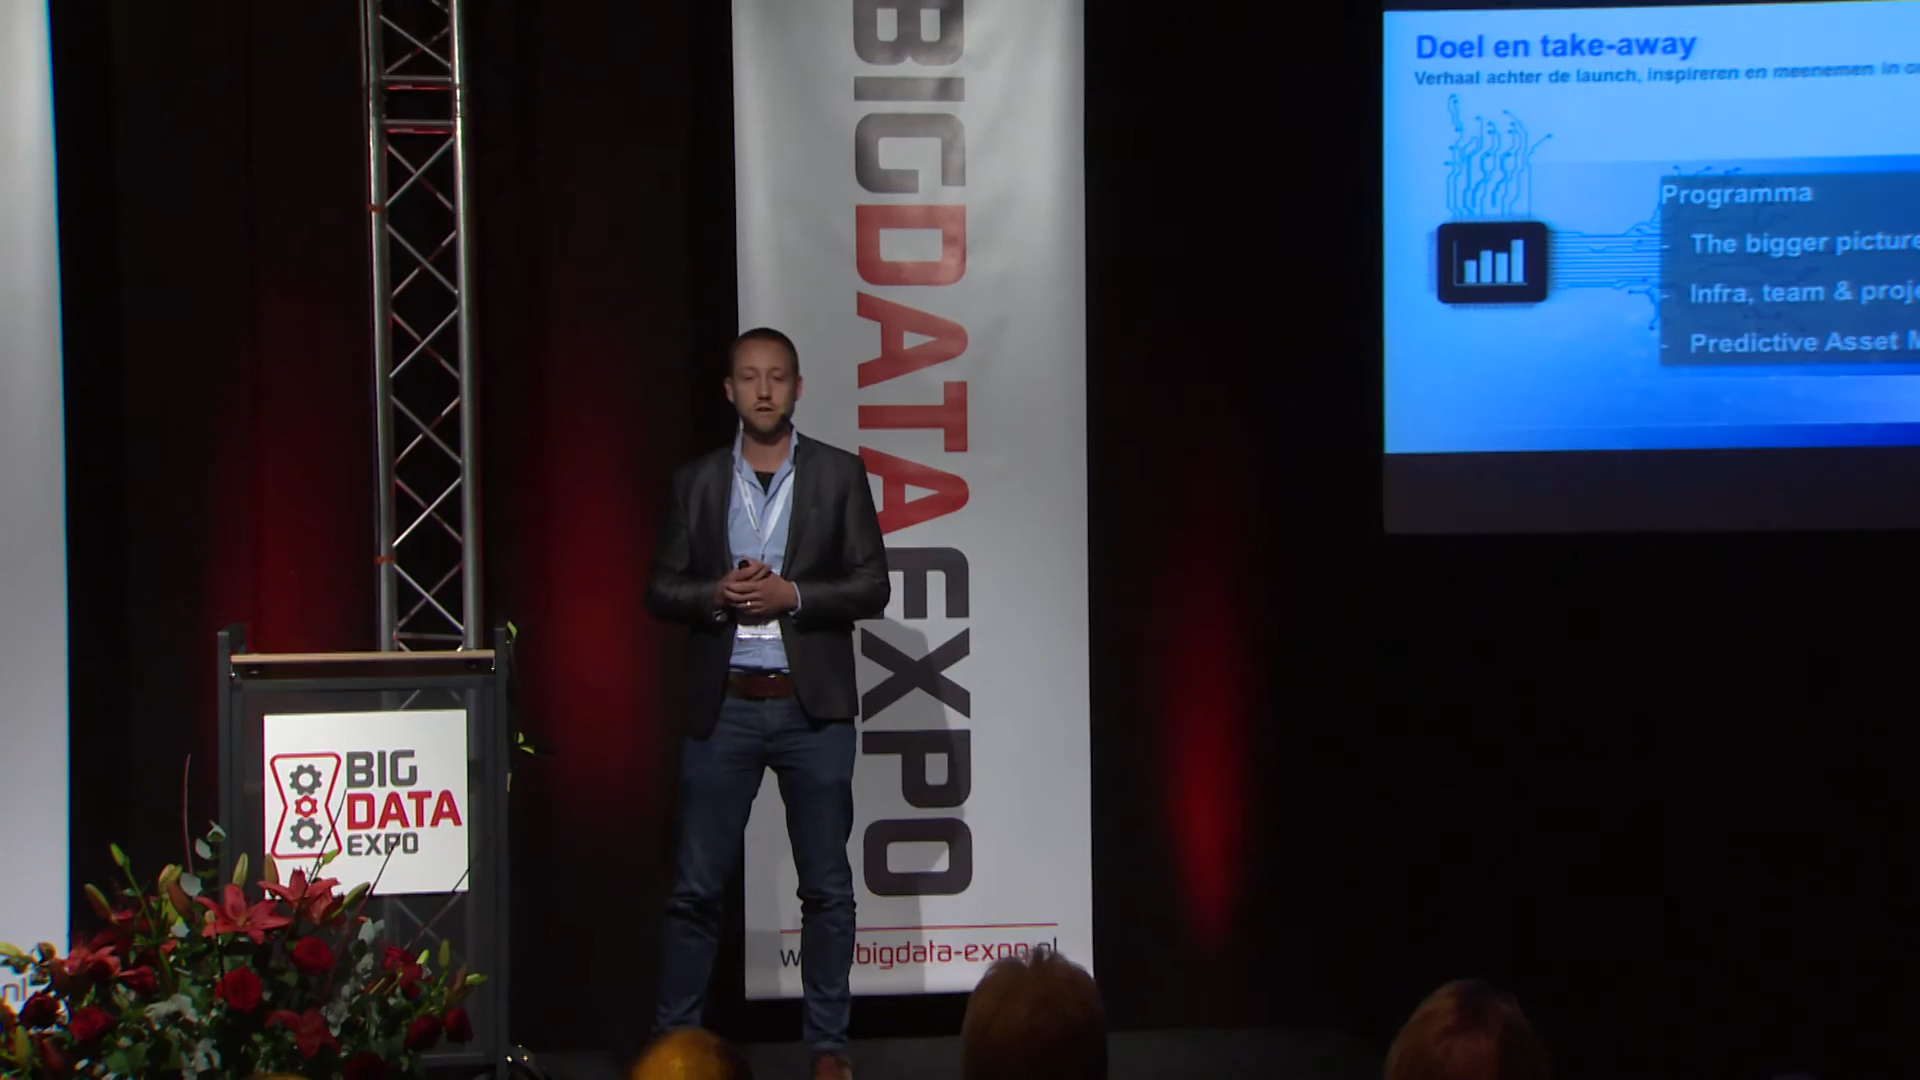 BIGDATAEXPO
bigdata-expo.nl
BIG
DATA
EXPO
Doel en take-away
Verhaal achter de launch, inspireren en meenemen in
Programma
- The bigger picture
- Infra, team &
- Predictive Asset
nl